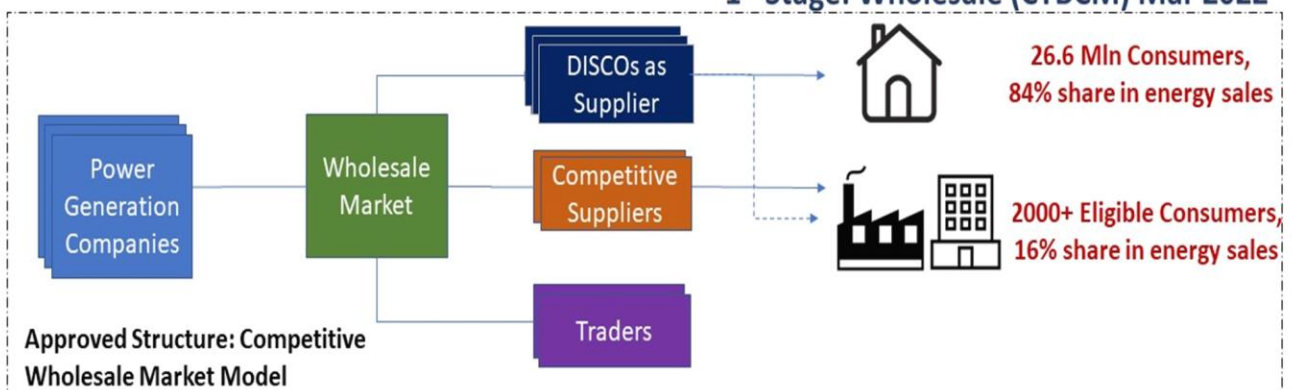 DISCOs as
Supplier
26.6 Mln Consumers,
84% share in energy sales
Power
Generation
Companies
Wholesale
Market
Competitive
Suppliers
2000+ Eligible Consumers,
16% share in energy sales
Traders
Approved Structure: Competitive
Wholesale Market Model